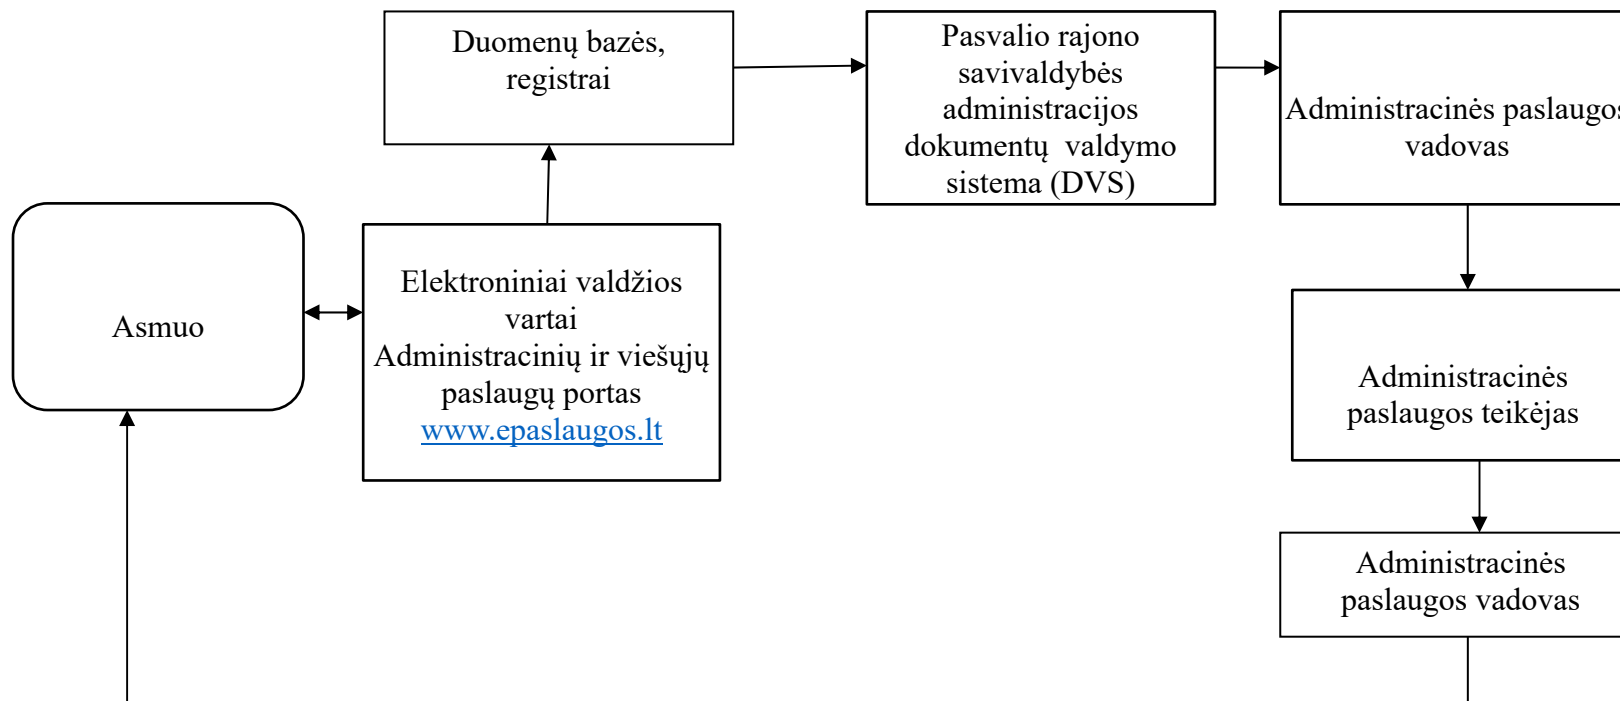 Duomenų bazės,
registrai
Pasvalio rajono
savivaldybės
administracijos
dokumentų valdymo
sistema (DVS)
Administracinės paslaugos
vadovas
Asmuo
Elektroniniai valdžios
vartai
Administracinių ir viešųjų
paslaugų portas
www.epaslaugos.lt
Administracinės
paslaugos teikėjas
Administracinės
paslaugos vadovas